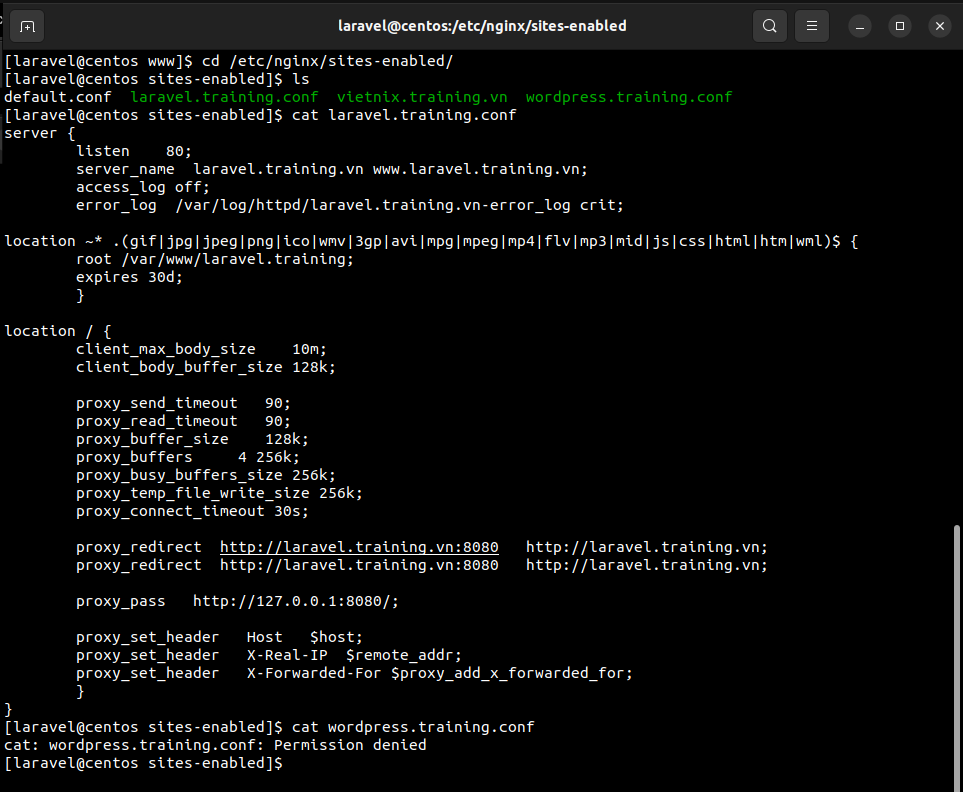 laravel@centos:/etc/nginx/sites-enabled
[laravel@centos www]$ cd /etc/nginx/sites-enabled/
[laravel@centos sites-enabled]$ ls
default.conf  laravel.training.conf  vietnix.training.vn  wordpress.training.conf
[laravel@centos sites-enabled]$ cat laravel.training.conf
server {
        listen    80;
        server_name  laravel.training.vn www.laravel.training.vn;
        access_log off;
        error_log  /var/log/httpd/laravel.training.vn-error_log crit;

location ~* .(gif|jpg|jpeg|png|ico|wmv|3gp|avi|mpg|mpeg|mp4|flv|mp3|mid|js|css|html|htm|wml)$ {
        root /var/www/laravel.training;
        expires 30d;
        }

location / {
        client_max_body_size    10m;
        client_body_buffer_size 128k;

        proxy_send_timeout   90;
        proxy_read_timeout   90;
        proxy_buffer_size    128k;
        proxy_buffers     4 256k;
        proxy_busy_buffers_size 256k;
        proxy_temp_file_write_size 256k;
        proxy_connect_timeout 30s;

        proxy_redirect  http://laravel.training.vn:8080   http://laravel.training.vn;
        proxy_redirect  http://laravel.training.vn:8080   http://laravel.training.vn;

        proxy_pass   http://127.0.0.1:8080/;

        proxy_set_header   Host   $host;
        proxy_set_header   X-Real-IP  $remote_addr;
        proxy_set_header   X-Forwarded-For $proxy_add_x_forwarded_for;
        }
}
[laravel@centos sites-enabled]$ cat wordpress.training.conf
cat: wordpress.training.conf: Permission denied
[laravel@centos sites-enabled]$